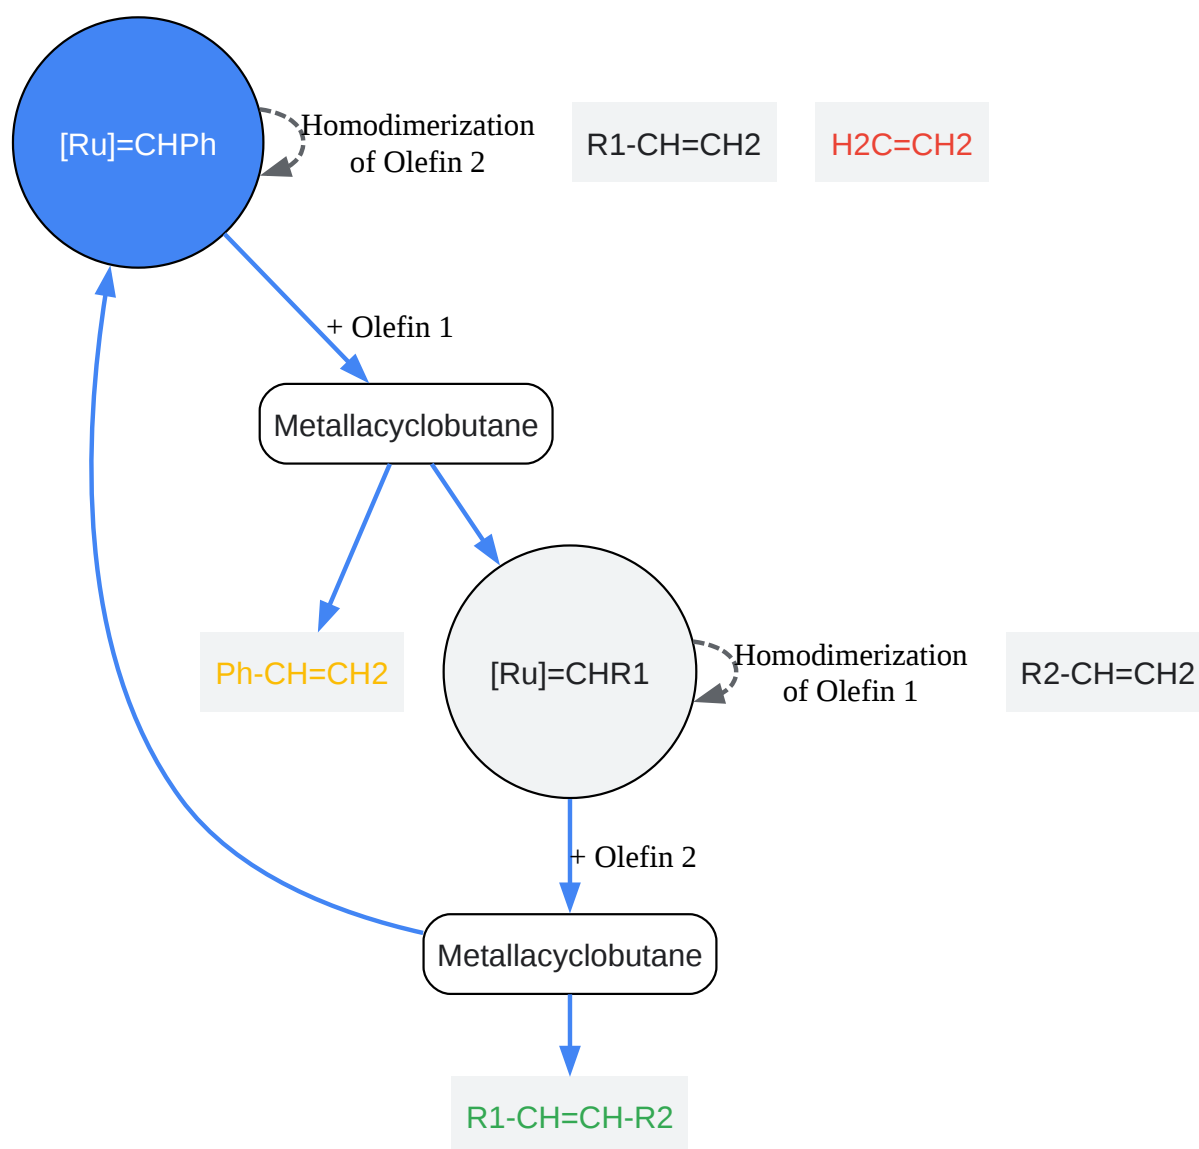 [Ru]=CHPh
Homodimerization
of Olefin 2
R1-CH=CH2
H2C=CH2
+ Olefin 1
Metallacyclobutane
Ph-CH=CH2
[Ru]=CHR1
Homodimerization
of Olefin 1
R2-CH=CH2
+ Olefin 2
Metallacyclobutane
R1-CH=CH-R2